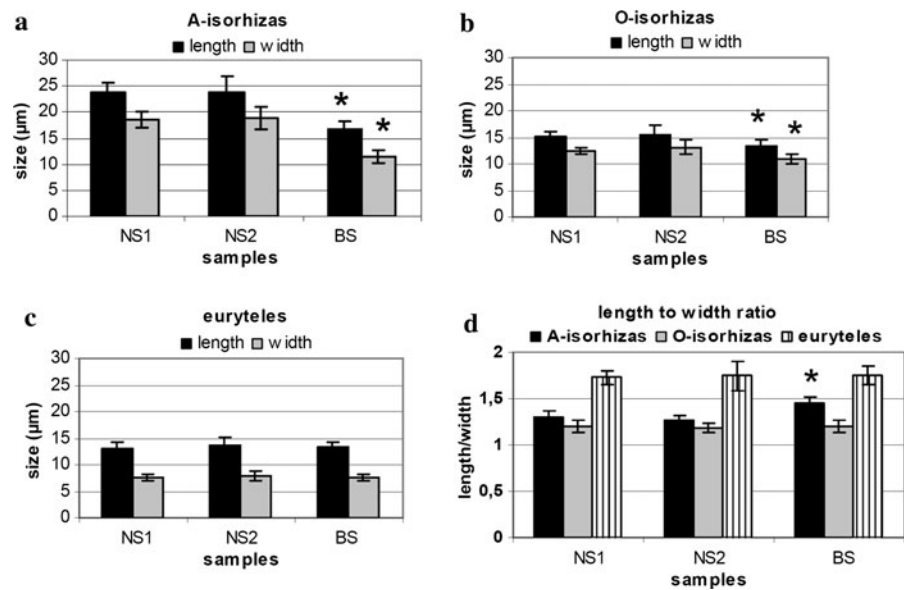 a
A-isorhizas
length width
size (µm)
30
25
20
15
10
5
0
* *
NS1 NS2 BS
samples
b
O-isorhizas
length width
size (µm)
30
25
20
15
10
5
0
* *
NS1 NS2 BS
samples
c
euryteles
length width
size (µm)
30
25
20
15
10
5
0
NS1 NS2 BS
samples
d
length to width ratio
A-isorhizas O-isorhizas euryteles
length/width
2
1,5
1
0,5
0
*
NS1 NS2 BS
samples